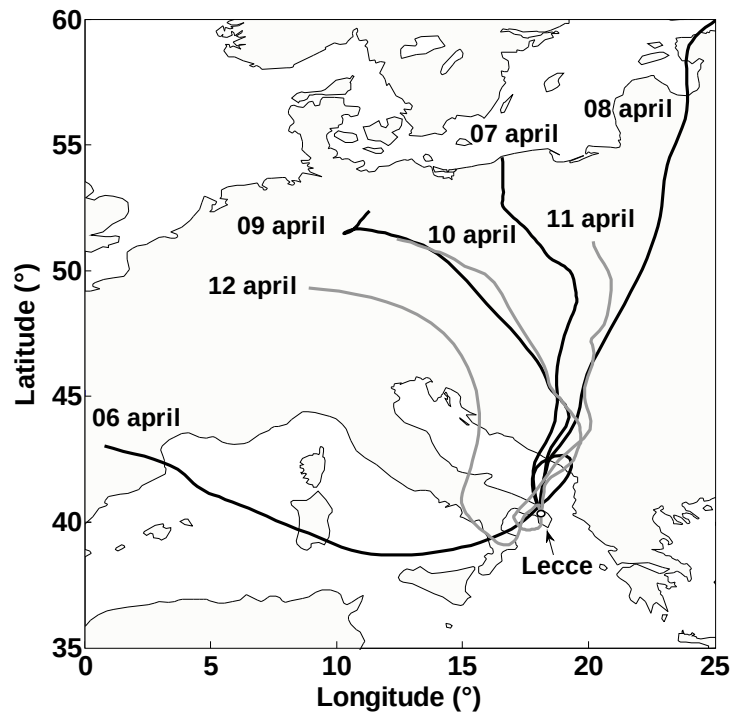 60
08 april
07 april
55
11 april
09 april
10 april
50
12 april
Latitude (°)
45
06 april
40
Lecce
35
0 5 10 15 20 25
Longitude (°)